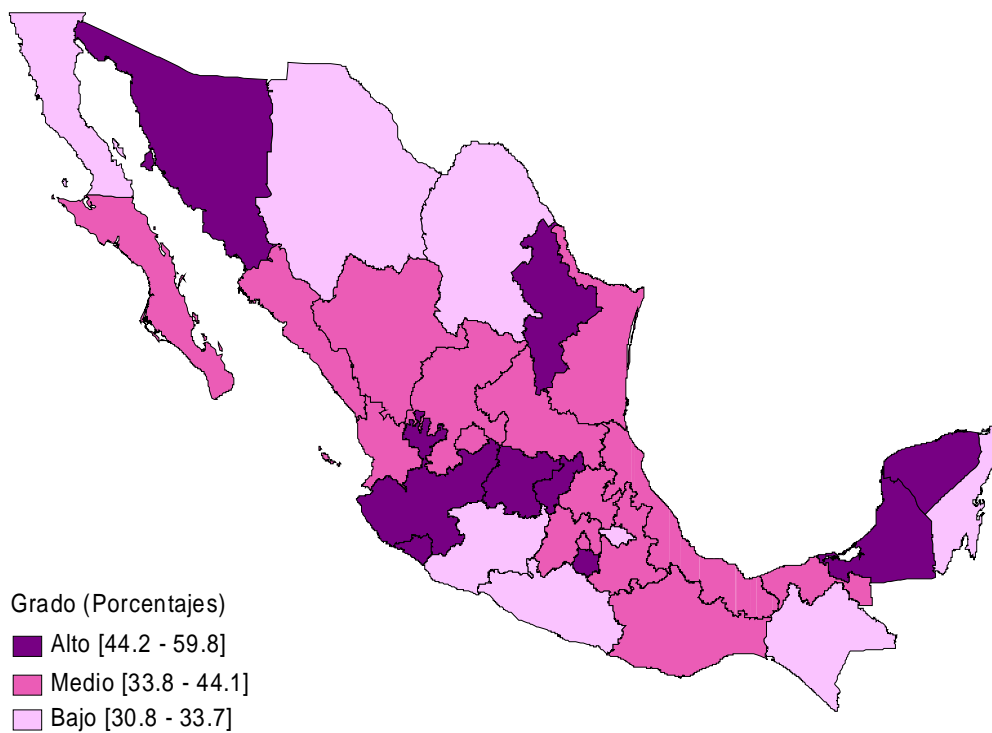 Grado (Porcentajes)
Alto [44.2 - 59.8]
Medio [33.8 - 44.1]
Bajo [30.8 - 33.7]